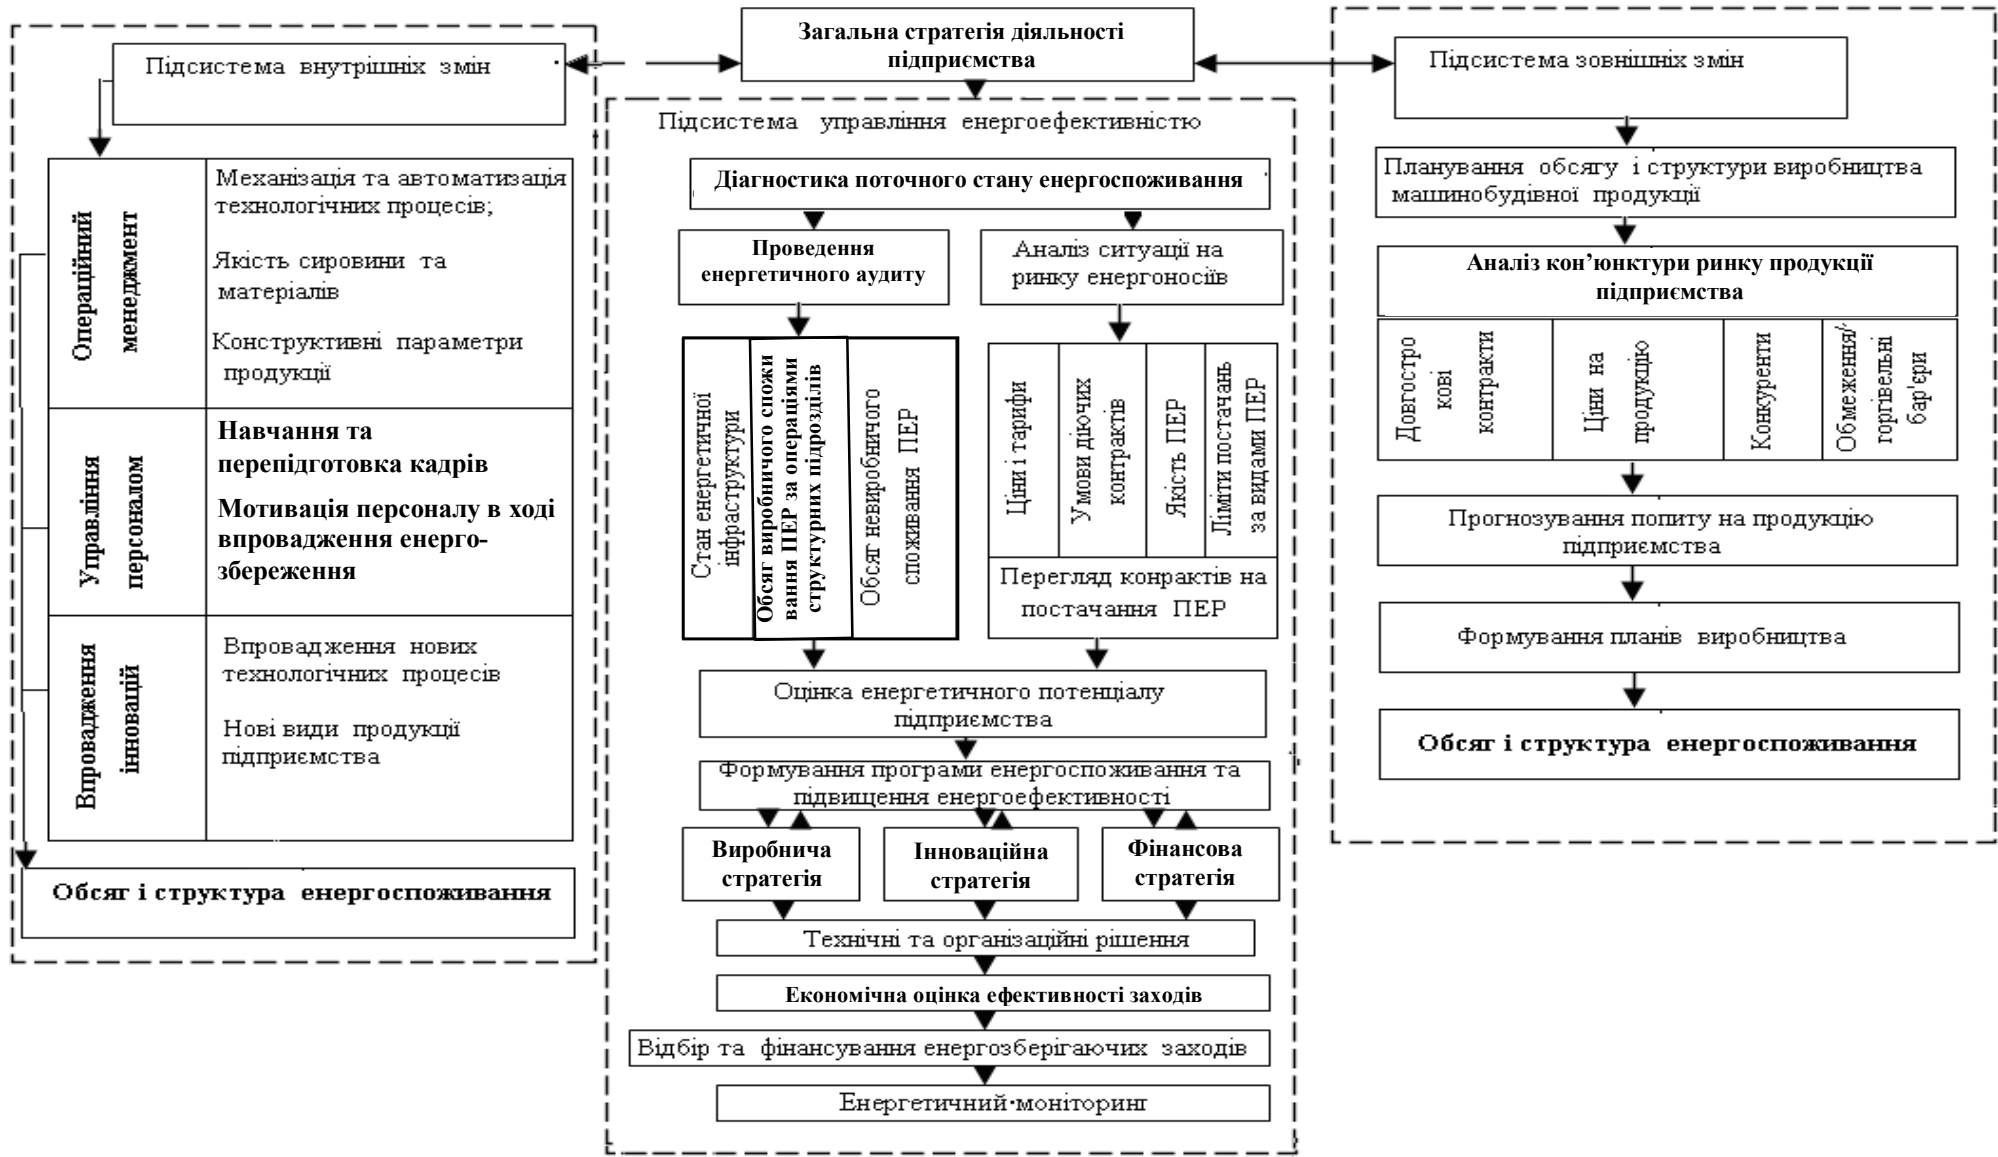 Загальна стратегія діяльності
підприємства
Підсистема внутрішніх змін
Операційний
менеджмент
Механізація та автоматизація
технологічних процесів;
Якість сировини та
матеріалів
Конструктивні параметри
продукції
Управління
персоналом
Навчання та
перепідготовка кадрів
Мотивація персоналу в ході
впровадження енерго-
збереження
Впровадження
інновацій
Впровадження нових
технологічних процесів
Нові види продукції
підприємства
Обсяг і структура енергоспоживання
Підсистема управління енергоефективністю
Діагностика поточного стану енергоспоживання
Проведення
енергетичного аудиту
Аналіз ситуації на
ринку енергоносіїв
Стан енергетичної
інфраструктури
Обсяг виробничого спожи
вання ПЕР за операціями
структурних підрозділів
Обсяг невиробничого
споживання ПЕР
Ціни і тарифи
Умови діючих
контрактів
Якість ПЕР
Ліміти постачань
за видами ПЕР
Перегляд конрактів на
постачання ПЕР
Оцінка енергетичного потенціалу
підприємства
Формування програми енергоспоживання та
підвищення енергоефективності
Виробнича
стратегія
Інноваційна
стратегія
Фінансова
стратегія
Технічні та організаційні рішення
Економічна оцінка ефективності заходів
Відбір та фінансування енергозберігаючих заходів
Енергетичний моніторинг
Підсистема зовнішніх змін
Планування обсягу і структури виробництва
машинобудівної продукції
Аналіз кон’юнктури ринку продукції
підприємства
Довгостро
кові
контракти
Ціни на
продукцію
Конкуренти
Обмеження/
горгівельні
бар'єри
Прогнозування попиту на продукцію
підприємства
Формування планів виробництва
Обсяг і структура енергоспоживання